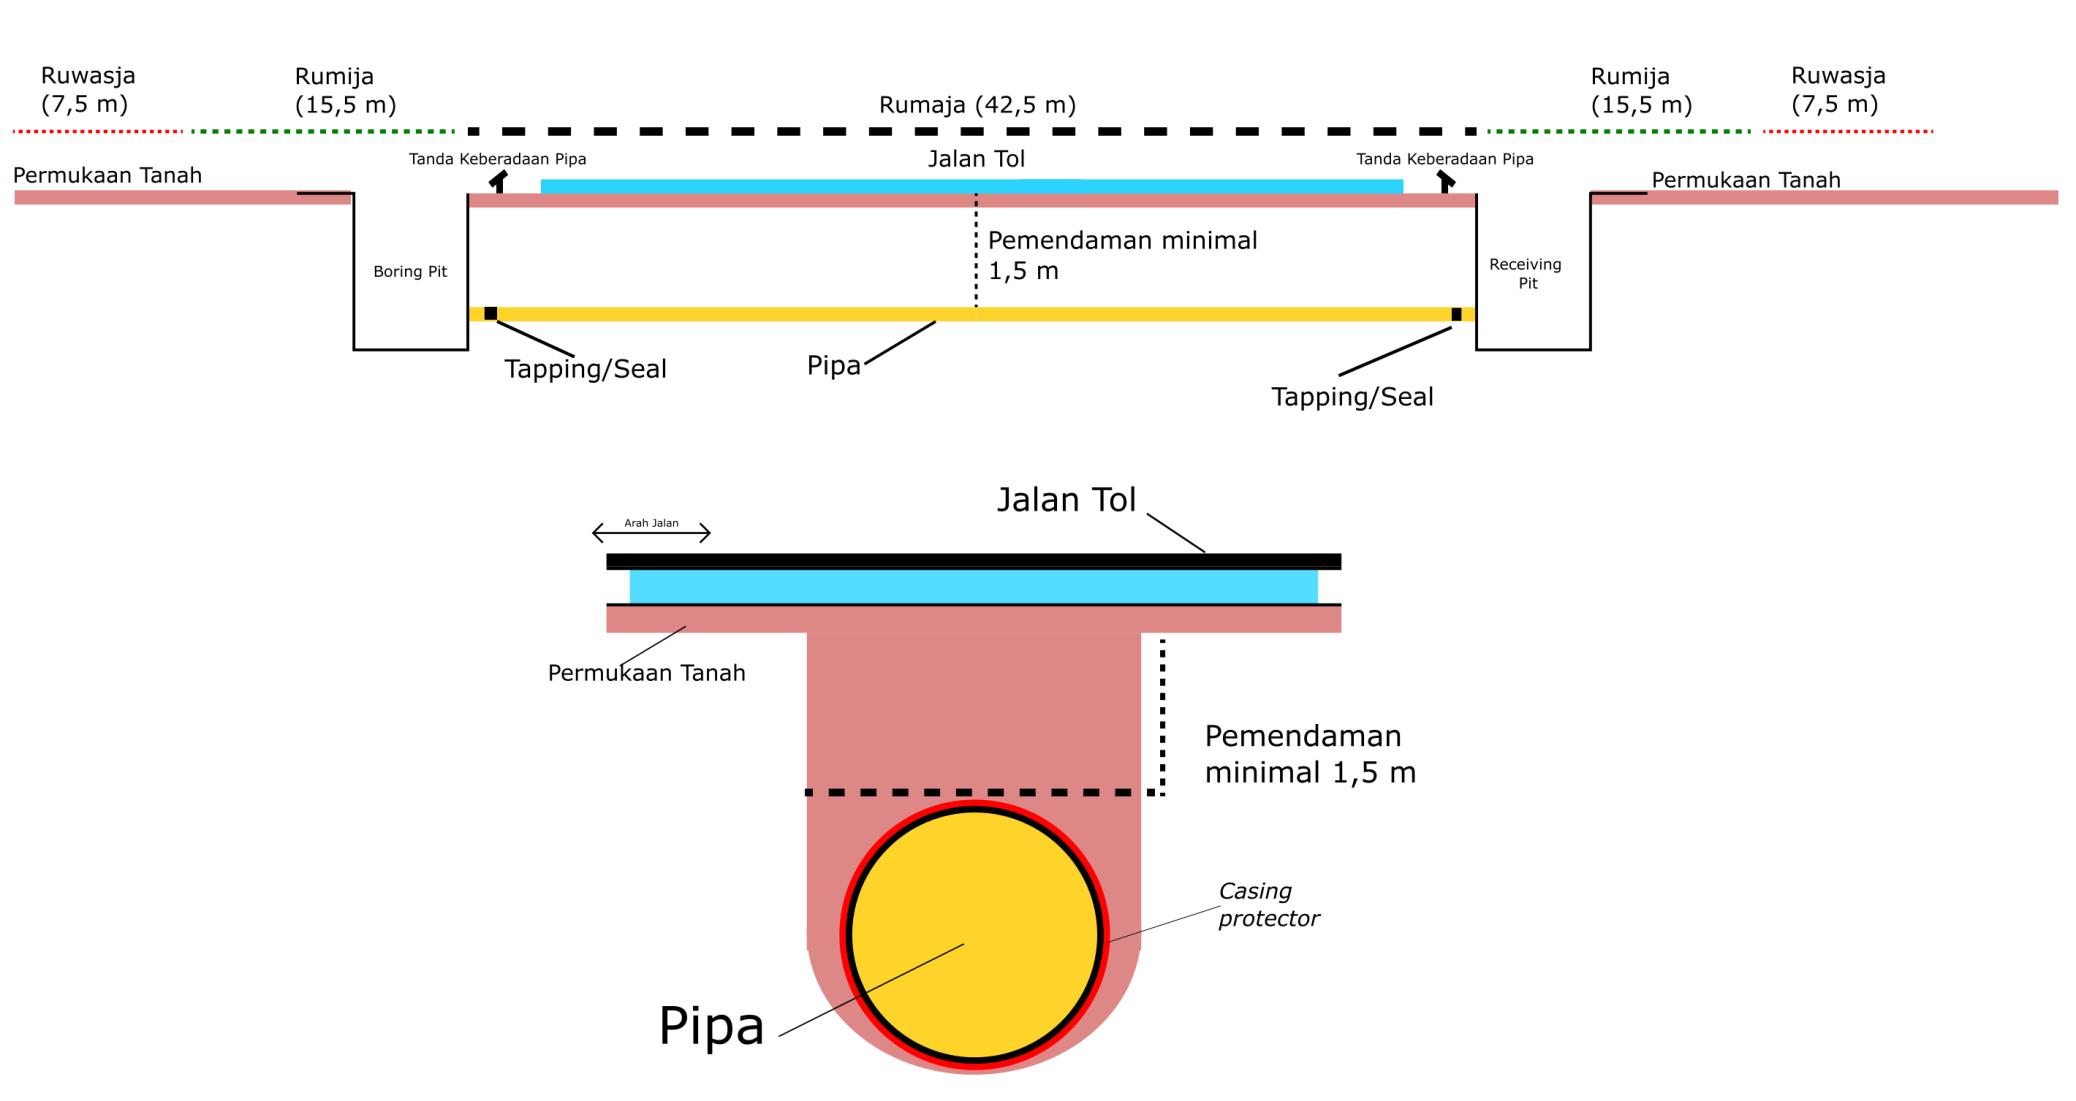 Ruwasja
(7,5 m)
Rumija
(15,5 m)
Rumaja (42,5 m)
Rumija
(15,5 m)
Ruwasja
(7,5 m)
Tanda Keberadaan Pipa
Jalan Tol
Tanda Keberadaan Pipa
Permukaan Tanah
Permukaan Tanah
Boring Pit
Pemendaman minimal
1,5 m
Receiving
Pit
Tapping/Seal
Pipa
Tapping/Seal
Jalan Tol
Arah Jalan
Permukaan Tanah
Pemendaman
minimal 1,5 m
Casing
protector
Pipa